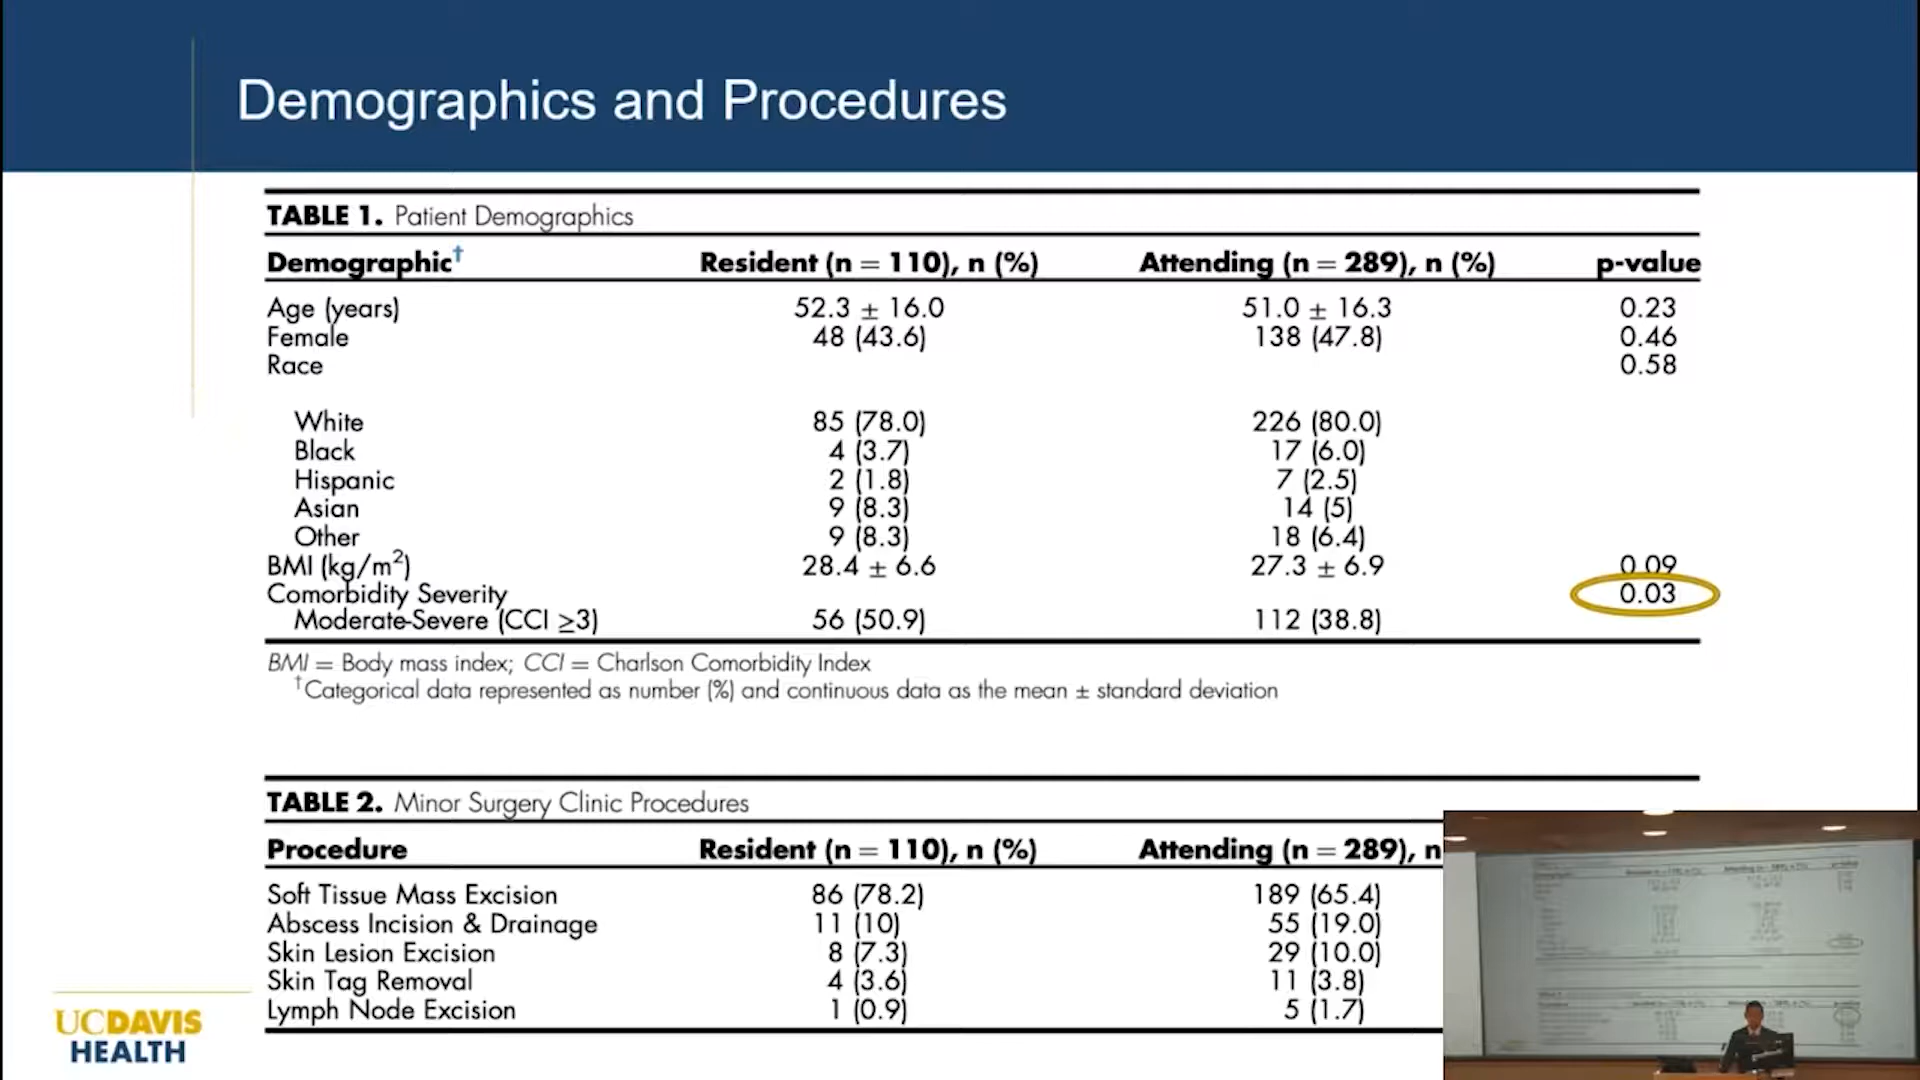 Demographics and Procedures
TABLE 1. Patient Demographics
Demographic† Resident (n = 110), n (%) Attending (n = 289), n (%) p-value
Age (years) 52.3 ± 16.0 51.0 ± 16.3 0.23
Female 48 (43.6) 138 (47.8) 0.46
Race 0.58
White 85 (78.0) 226 (80.0)
Black 4 (3.7) 17 (6.0)
Hispanic 2 (1.8) 7 (2.5)
Asian 9 (8.3) 14 (5)
Other 9 (8.3) 18 (6.4)
BMI (kg/m²) 28.4 ± 6.6 27.3 ± 6.9 0.09
Comorbidity Severity 0.03
Moderate-Severe (CCI ≥3) 56 (50.9) 112 (38.8)
BMI = Body mass index; CCI = Charlson Comorbidity Index
†Categorical data represented as number (%) and continuous data as the mean ± standard deviation
TABLE 2. Minor Surgery Clinic Procedures
Procedure Resident (n = 110), n (%) Attending (n = 289), n
Soft Tissue Mass Excision 86 (78.2) 189 (65.4)
Abscess Incision & Drainage 11 (10) 55 (19.0)
Skin Lesion Excision 8 (7.3) 29 (10.0)
Skin Tag Removal 4 (3.6) 11 (3.8)
Lymph Node Excision 1 (0.9) 5 (1.7)
UCDAVIS
HEALTH